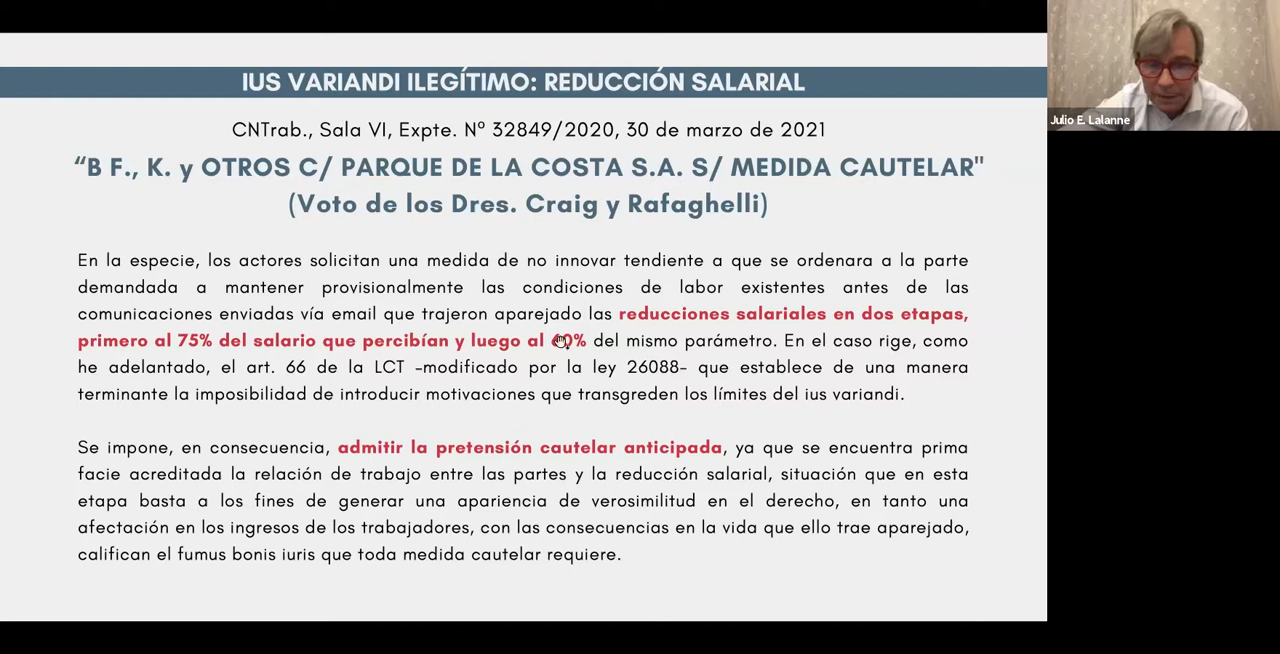 IUS VARIANDI ILEGÍTIMO: REDUCCIÓN SALARIAL
CNTrab., Sala VI, Expte. Nº 32849/2020, 30 de marzo de 2021
“B F., K. y OTROS C/ PARQUE DE LA COSTA S.A. S/ MEDIDA CAUTELAR"
(Voto de los Dres. Craig y Rafaghelli)
En la especie, los actores solicitan una medida de no innovar tendiente a que se ordenara a la parte
demandada a mantener provisionalmente las condiciones de labor existentes antes de las
comunicaciones enviadas vía email que trajeron aparejado las reducciones salariales en dos etapas,
primero al 75% del salario que percibían y luego al del mismo parámetro. En el caso rige, como
he adelantado, el art. 66 de la LCT -modificado por la ley 26088- que establece de una manera
terminante la imposibilidad de introducir motivaciones que transgreden los límites del ius variandi.
Se impone, en consecuencia, admitir la pretensión cautelar anticipada, ya que se encuentra prima
facie acreditada la relación de trabajo entre las partes y la reducción salarial, situación que en esta
etapa basta a los fines de generar una apariencia de verosimilitud en el derecho, en tanto una
afectación en los ingresos de los trabajadores, con las consecuencias en la vida que ello trae aparejado,
califican el fumus bonis iuris que toda medida cautelar requiere.
Julio E. Lalanne